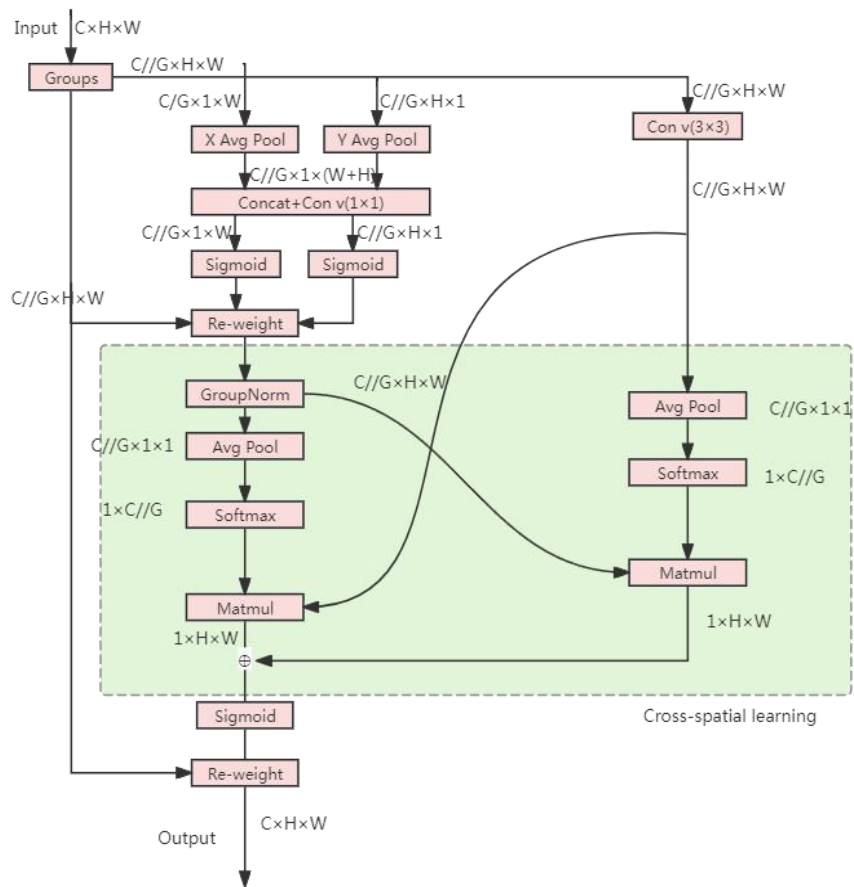 Input
C×H×W
C//G×H×W
Groups
C/G×1×W
C//G×H×1
C//G×H×W
X Avg Pool
Y Avg Pool
Con v(3×3)
C//G×1×(W+H)
C//G×H×W
Concat+Con v(1×1)
C//G×1×W
C//G×H×1
Sigmoid
Sigmoid
C//G×H×W
Re-weight
C//G×H×W
GroupNorm
Avg Pool
C//G×1×1
C//G×1×1
Avg Pool
Softmax
1×C//G
1×C//G
Softmax
Matmul
Matmul
1×H×W
1×H×W
⊕
Sigmoid
Cross-spatial learning
Re-weight
Output
C×H×W